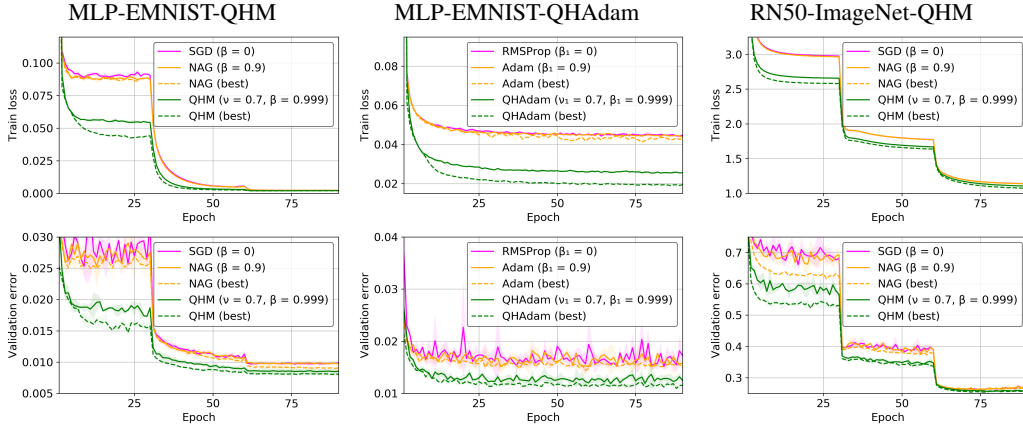 MLP-EMNIST-QHM
MLP-EMNIST-QHAdam
RN50-ImageNet-QHM
Train loss
0.100
0.075
0.050
0.025
0.000
25 50 75
Epoch
SGD (β = 0)
NAG (β = 0.9)
NAG (best)
QHM (ν = 0.7, β = 0.999)
QHM (best)
Train loss
0.08
0.06
0.04
0.02
25 50 75
Epoch
RMSProp (β₁ = 0)
Adam (β₁ = 0.9)
Adam (best)
QHAdam (ν₁ = 0.7, β₁ = 0.999)
QHAdam (best)
Train loss
3.0
2.5
2.0
1.5
1.0
25 50 75
Epoch
SGD (β = 0)
NAG (β = 0.9)
NAG (best)
QHM (ν = 0.7, β = 0.999)
QHM (best)
Validation error
0.030
0.025
0.020
0.015
0.010
0.005
25 50 75
Epoch
SGD (β = 0)
NAG (β = 0.9)
NAG (best)
QHM (ν = 0.7, β = 0.999)
QHM (best)
Validation error
0.04
0.03
0.02
0.01
25 50 75
Epoch
RMSProp (β₁ = 0)
Adam (β₁ = 0.9)
Adam (best)
QHAdam (ν₁ = 0.7, β₁ = 0.999)
QHAdam (best)
Validation error
0.7
0.6
0.5
0.4
0.3
25 50 75
Epoch
SGD (β = 0)
NAG (β = 0.9)
NAG (best)
QHM (ν = 0.7, β = 0.999)
QHM (best)